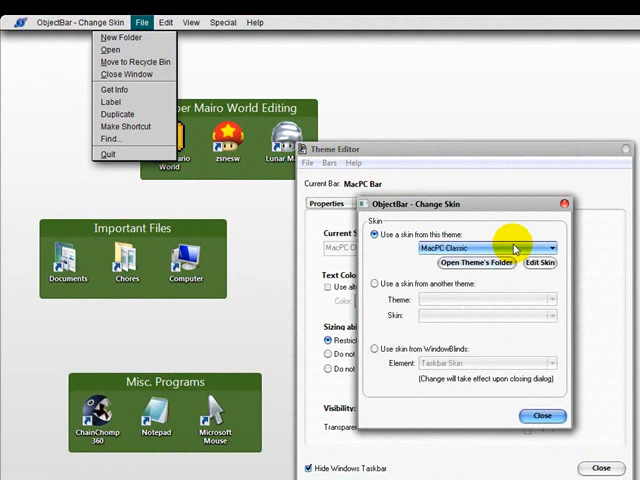 ObjectBar - Change Skin File Edit View Special Help
New Folder
Open
Move to Recycle Bin
Close Window
Get Info
Label
Duplicate
Make Shortcut
Find...
Quit
per Mairo World Editing
World
zsnesw
Lunar Ma
Important Files
Documents
Chores
Computer
Misc. Programs
ChainChomp
360
Notepad
Microsoft
Mouse
Theme Editor
File Bars Help
Current Bar: MacPC Bar
Properties
Current S
MacPC C
Text Colo
Use alt
Color:
Sizing abi
Restric
Do not
Do not
Visibility:
Transparen
Hide Windows Taskbar
Close
ObjectBar - Change Skin
Skin
Use a skin from this theme:
MacPC Classic
Open Theme's Folder
Edit Skin
Use a skin from another theme:
Theme:
Skin:
Use skin from WindowBlinds
Element: Taskbar Skin
(Change will take effect upon closing dialog)
Close